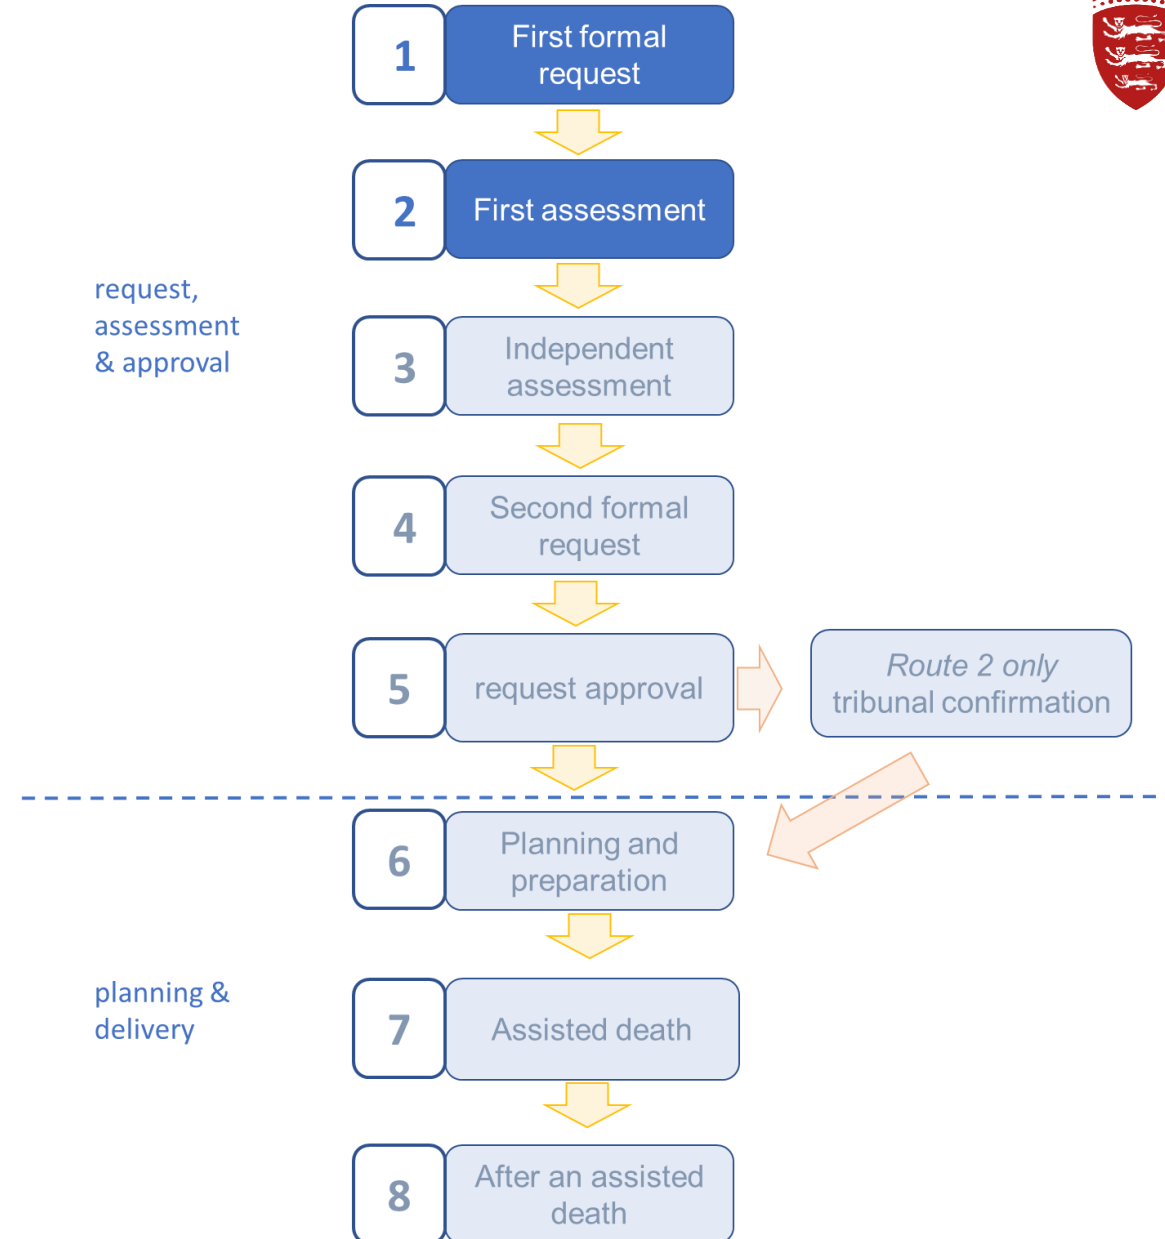 1
First formal
request
2
First assessment
request,
assessment
& approval
3
Independent
assessment
4
Second formal
request
5
request approval
Route 2 only
tribunal confirmation
6
Planning and
preparation
planning &
delivery
7
Assisted death
8
After an assisted
death